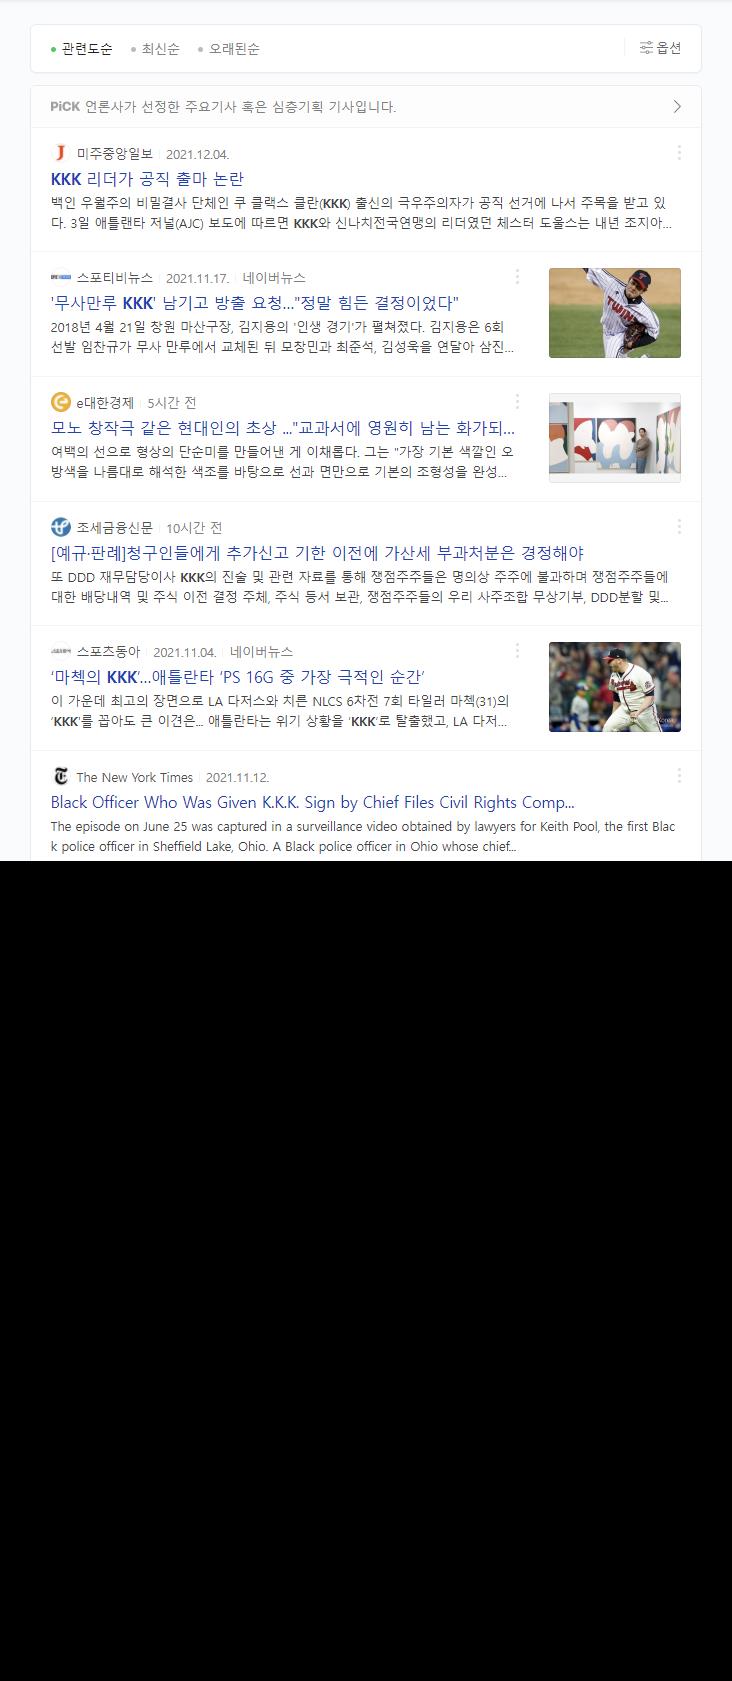 관련도순 최신순 오래된순 옵션
PiCK 언론사가 선정한 주요기사 혹은 심층기획 기사입니다.
미주중앙일보 2021.12.04.
KKK 리더가 공직 출마 논란
백인 우월주의 비밀결사 단체인 쿠 클랙스 클란(KKK) 출신의 극우주의자가 공직 선거에 나서 주목을 받고 있
다. 3일 애틀랜타 저널(AJC) 보도에 따르면 KKK와 신나치전국연맹의 리더였던 체스터 도울스는 내년 조지아...
스포티비뉴스 2021.11.17. 네이버뉴스
'무사만루 KKK' 남기고 방출 요청..."정말 힘든 결정이었다"
2018년 4월 21일 창원 마산구장, 김지용의 '인생 경기'가 펼쳐졌다. 김지용은 6회
선발 임찬규가 무사 만루에서 교체된 뒤 모창민과 최준석, 김성욱을 연달아 삼진...
e대한경제 5시간 전
모노 창작극 같은 현대인의 초상 ..."교과서에 영원히 남는 화가되...
여백의 선으로 형상의 단순미를 만들어낸 게 이채롭다. 그는 "가장 기본 색깔인 오
방색을 나름대로 해석한 색조를 바탕으로 선과 면만으로 기본의 조형성을 완성...
조세금융신문 10시간 전
[예규·판례]청구인들에게 추가신고 기한 이전에 가산세 부과처분은 경정해야
또 DDD 재무담당이사 KKK의 진술 및 관련 자료를 통해 쟁점주주들은 명의상 주주에 불과하며 쟁점주주들에
대한 배당내역 및 주식 이전 결정 주체, 주식 등서 보관, 쟁점주주들의 우리 사주조합 무상기부, DDD분할 및...
스포츠동아 2021.11.04. 네이버뉴스
‘마첵의 KKK’...애틀란타 ‘PS 16G 중 가장 극적인 순간’
이 가운데 최고의 장면으로 LA 다저스와 치른 NLCS 6차전 7회 타일러 마첵(31)의
‘KKK’를 꼽아도 큰 이견은... 애틀란타는 위기 상황을 ‘KKK’로 탈출했고, LA 다저...
The New York Times 2021.11.12.
Black Officer Who Was Given K.K.K. Sign by Chief Files Civil Rights Comp...
The episode on June 25 was captured in a surveillance video obtained by lawyers for Keith Pool, the first Blac
k police officer in Sheffield Lake, Ohio. A Black police officer in Ohio whose chief...